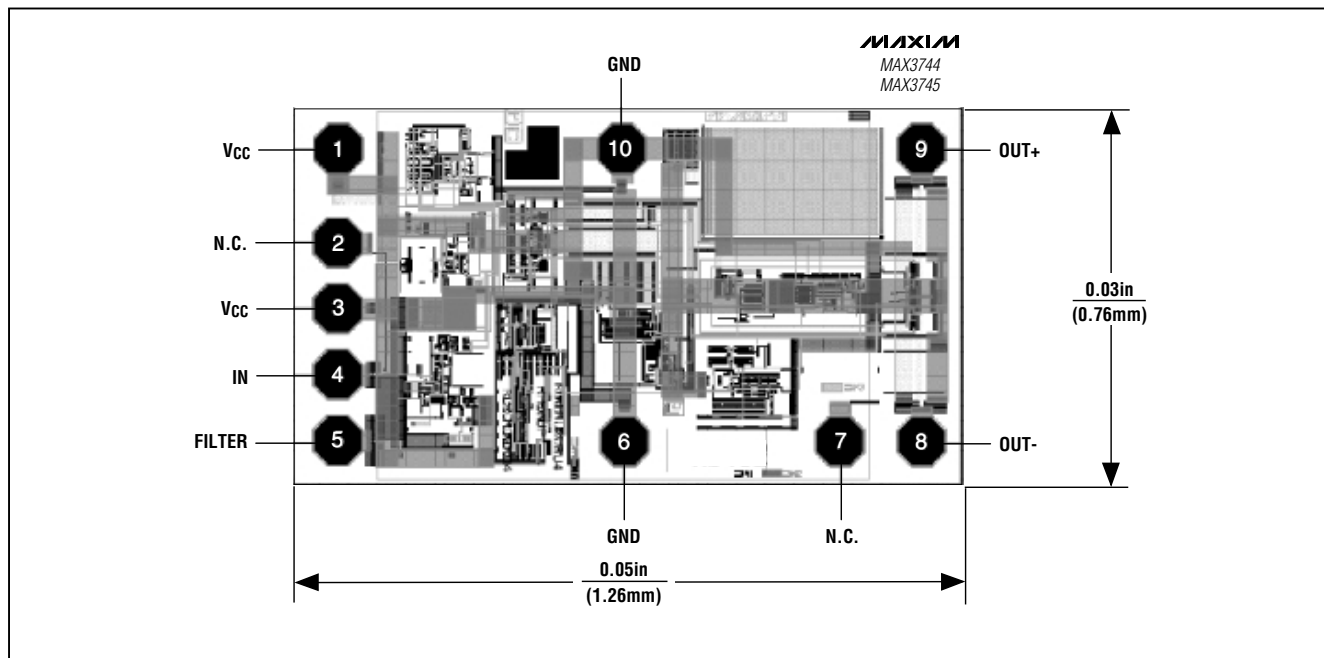 MAXIM
MAX3744
MAX3745
GND
VCC
1
10
9
OUT+
N.C.
2
VCC
3
0.03in
(0.76mm)
IN
4
FILTER
5
6
7
8
OUT-
GND
N.C.
0.05in
(1.26mm)